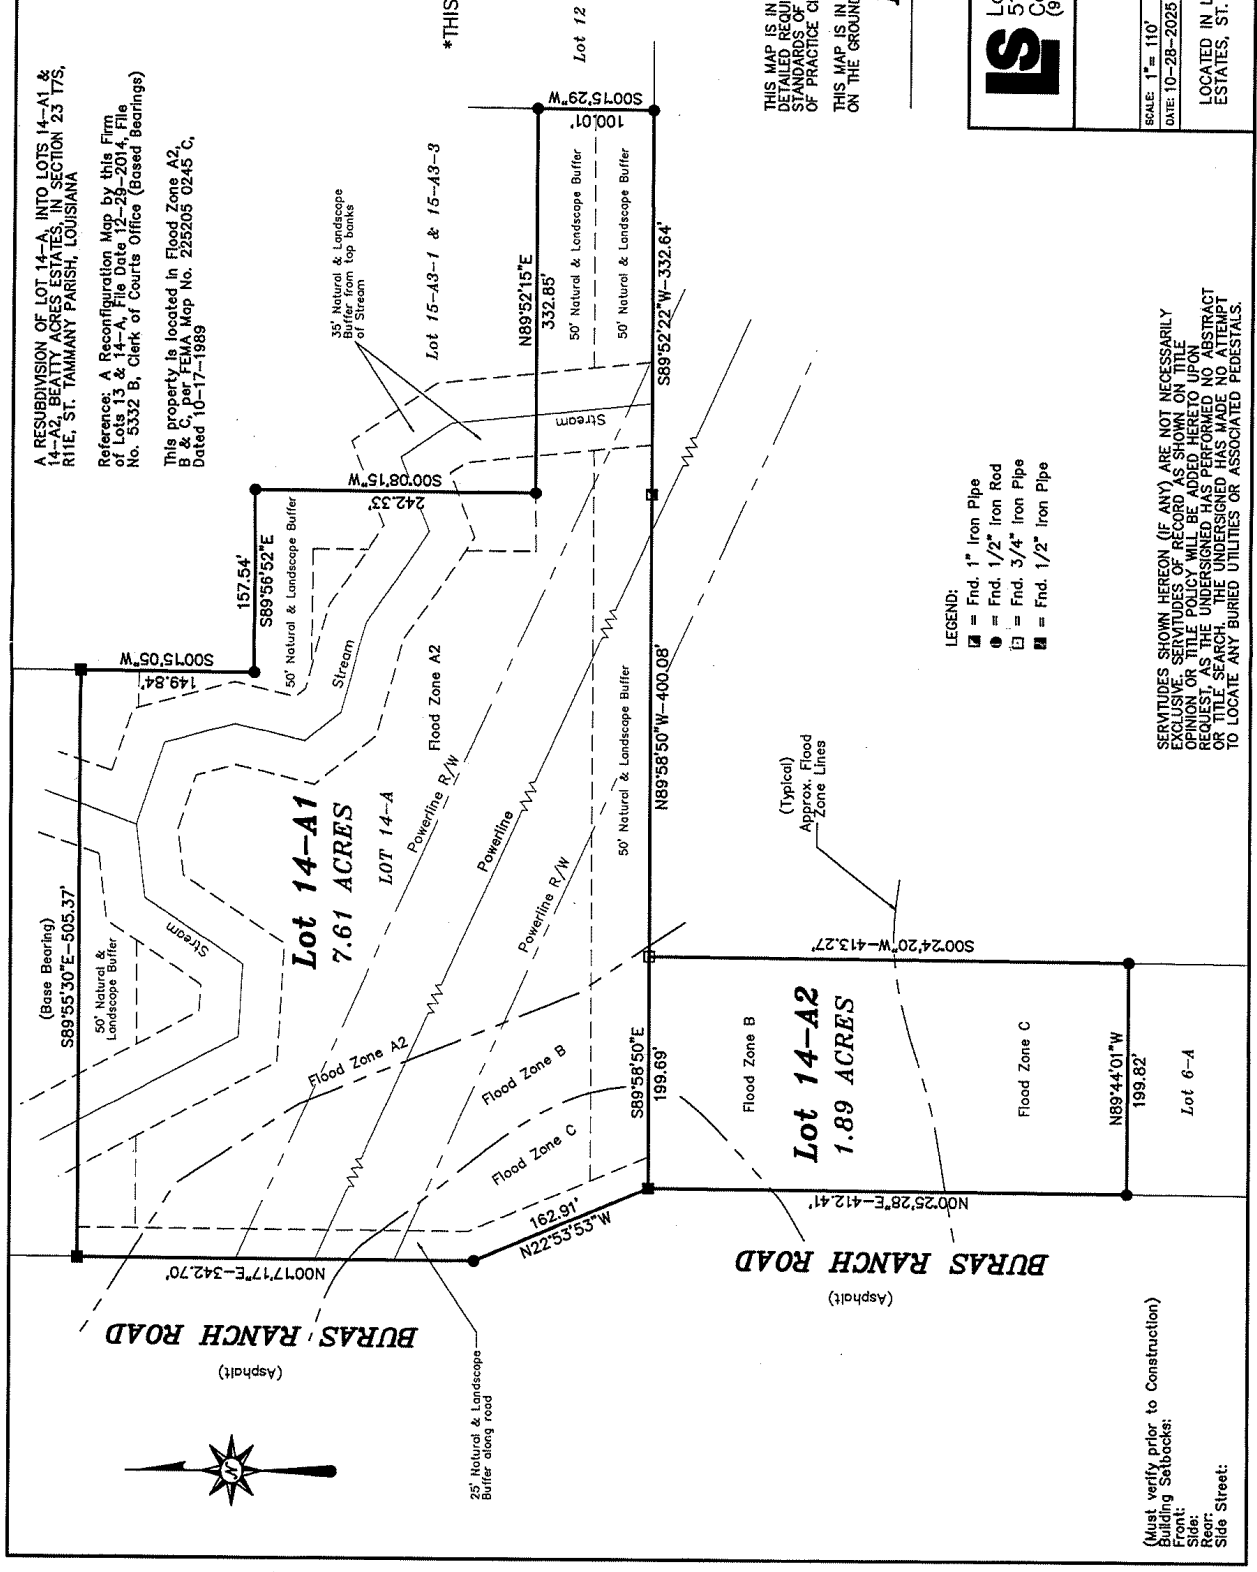 A RESUBDIVISION OF LOT 14-A, INTO LOTS 14-A1 &
14-A2, BEATTY ACRES ESTATES, IN SECTION 23 T7S,
R11E, ST. TAMMANY PARISH, LOUISIANA
Reference: A Reconfiguration Map by this Firm
of Lots 13 & 14-A, File Date 12-29-2014, File
No. 5332 B, Clerk of Courts Office (Based Bearings)
This property is located in Flood Zone A2,
B & C, per FEMA Map No. 225205 0245 C,
Dated 10-17-1989
*THIS
(Base Bearing)
S89°55'30"E-505.37'
50' Natural &
Landscape Buffer
Stream
S00°15'05"W
149.84'
157.54'
S89°56'52"E
50' Natural & Landscape Buffer
Stream
S00°08'15"W
242.33'
35' Natural & Landscape
Buffer from top banks
of Stream
Lot 15-A3-1 & 15-A3-3
N89°52'15"E
332.85'
50' Natural & Landscape Buffer
50' Natural & Landscape Buffer
S00°15'29"W
100.01'
Lot 12
Stream
S89°52'22"W-332.64'
Lot 14-A1
7.61 ACRES
LOT 14-A
Flood Zone A2
Powerline R/W
Powerline
Powerline R/W
50' Natural & Landscape Buffer
N89°58'50"W-400.08'
Flood Zone A2
Flood Zone B
Flood Zone C
N00°17'17"E-342.70'
162.91'
N22°53'53"W
BURAS RANCH ROAD
(Asphalt)
25' Natural & Landscape
Buffer along road
N
S89°58'50"E
199.69'
Flood Zone B
Lot 14-A2
1.89 ACRES
Flood Zone C
S00°24'20"W-413.27'
N00°25'28"E-412.41'
N89°44'01"W
199.82'
Lot 6-A
BURAS RANCH ROAD
(Asphalt)
(Typical)
Approx. Flood
Zone Lines
LEGEND:
= Fnd. 1" Iron Pipe
= Fnd. 1/2" Iron Rod
= Fnd. 3/4" Iron Pipe
= Fnd. 1/2" Iron Pipe
SERVITUDES SHOWN HEREON (IF ANY) ARE NOT NECESSARILY
EXCLUSIVE. SERVITUDES OF RECORD AS SHOWN ON TITLE
OPINION OR TITLE POLICY WILL BE ADDED HERETO UPON
REQUEST, AS THE UNDERSIGNED HAS PERFORMED NO ABSTRACT
OR TITLE SEARCH. THE UNDERSIGNED HAS MADE NO ATTEMPT
TO LOCATE ANY BURIED UTILITIES OR ASSOCIATED PEDESTALS.
(Must verify prior to Construction)
Building Setbacks:
Front:
Side:
Rear:
Side Street:
THIS MAP IS IN
DETAILED REQU
STANDARDS OF
OF PRACTICE C
THIS MAP IS IN
ON THE GROUND
LS
SCALE: 1"= 110'
DATE: 10-28-2025
LOCATED IN L
ESTATES, ST.